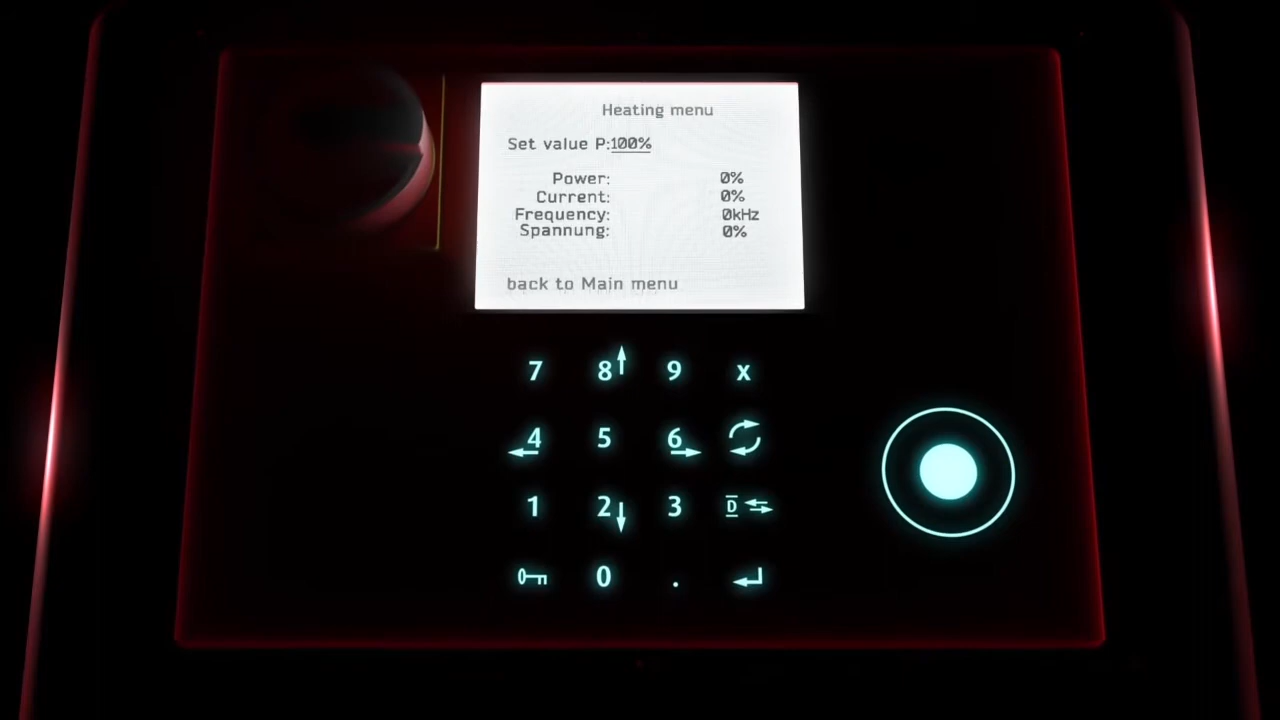 Heating menu
Set value P:100%
Power: 0%
Current: 0%
Frequency: 0kHz
Spannung: 0%
back to Main menu
7 8 9 x
4 5 6
1 2 3 D
0 .